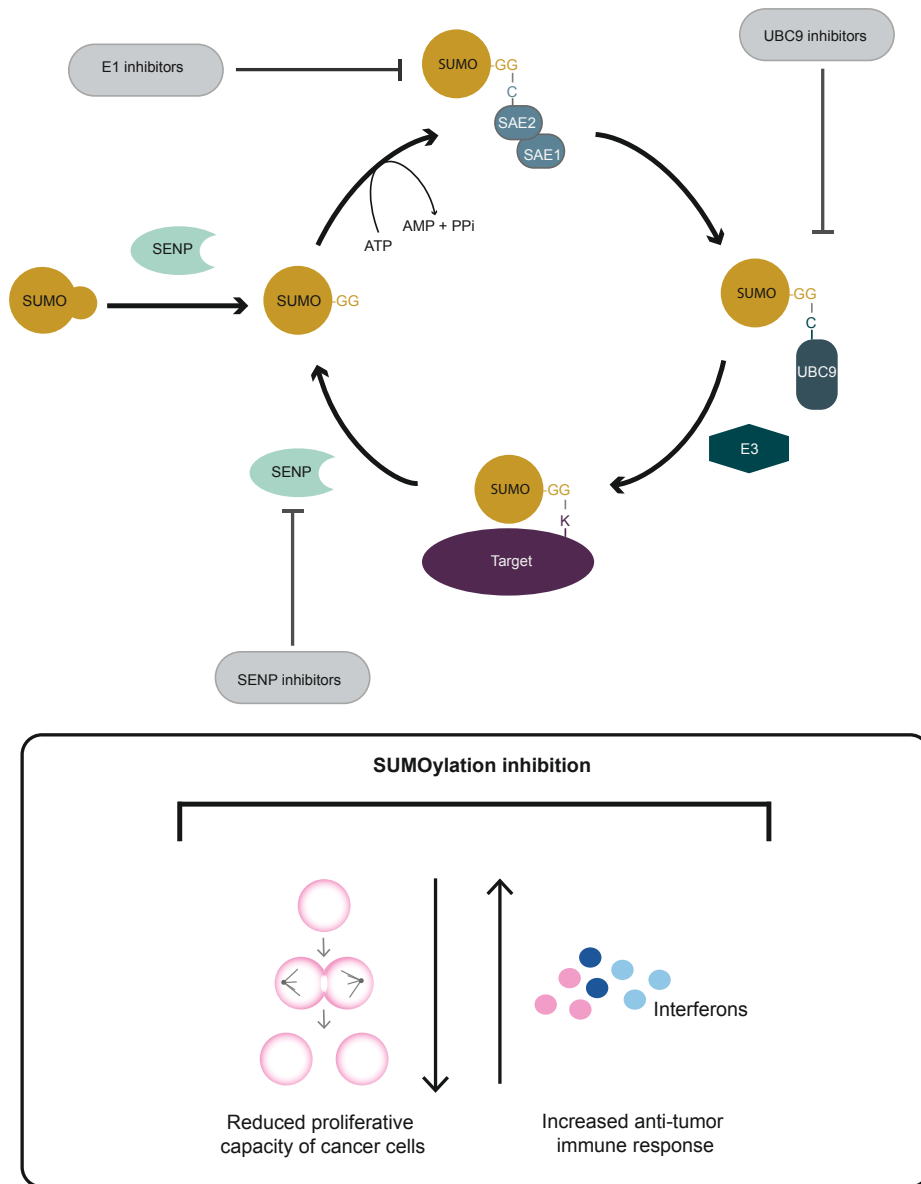 E1 inhibitors
UBC9 inhibitors
SUMO
-GG
C
SAE2
SAE1
ATP
AMP + PPi
SENP
SUMO
SUMO
-GG
SUMO
-GG
C
UBC9
E3
SENP
SUMO
-GG
K
Target
SENP inhibitors
SUMOylation inhibition
Interferons
Reduced proliferative
capacity of cancer cells
Increased anti-tumor
immune response